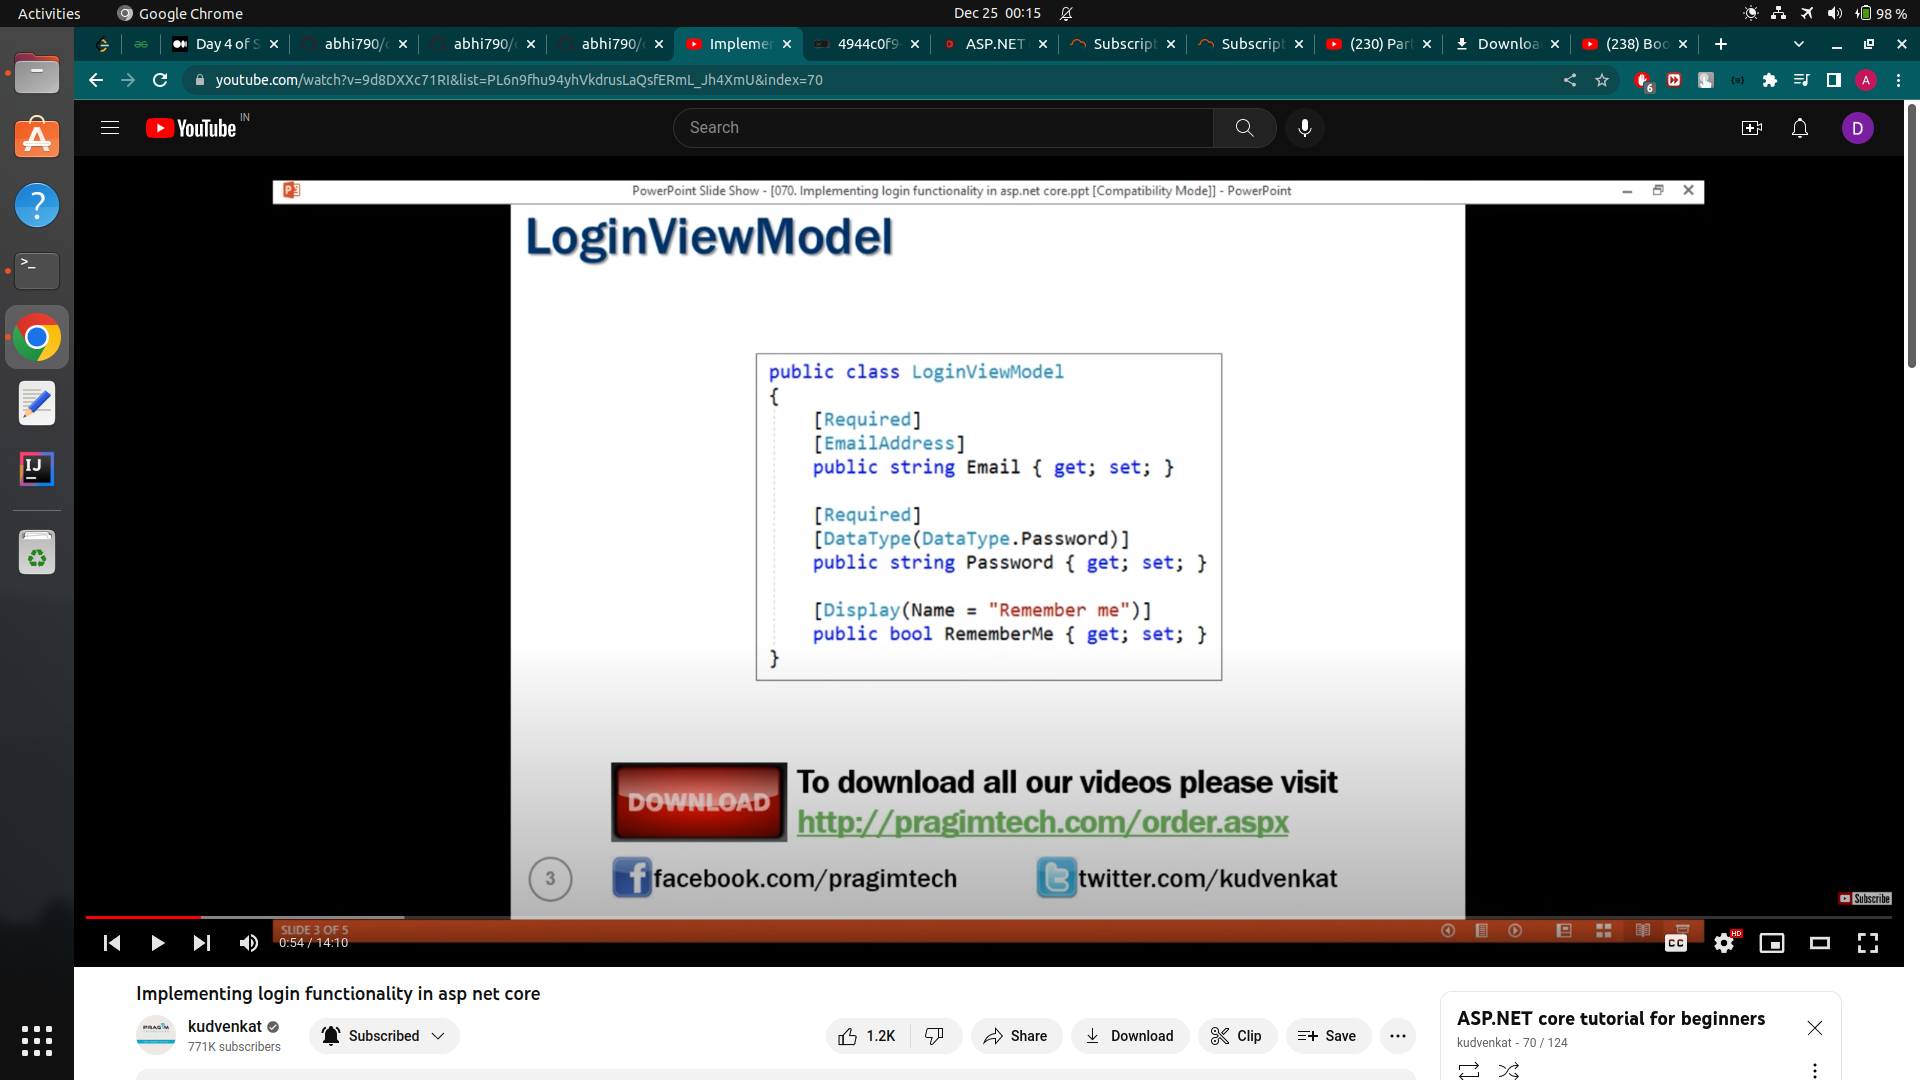 Activities Google Chrome Dec 25 00:15 98 %
Day 4 of S abhi790/ abhi790/ abhi790/ Implemen 4944c0f9- ASP.NET Subscript Subscript (230) Par Downloa (238) Boo
youtube.com/watch?v=9d8DXXc71RI&list=PL6n9fhu94yhVkdrusLaQsfERmL_Jh4XmU&index=70 6 A
YouTube IN Search D
PowerPoint Slide Show - [070. Implementing login functionality in asp.net core.ppt [Compatibility Mode]] - PowerPoint
LoginViewModel
public class LoginViewModel
{
[Required]
[EmailAddress]
public string Email { get; set; }
[Required]
[DataType(DataType.Password)]
public string Password { get; set; }
[Display(Name = "Remember me")]
public bool RememberMe { get; set; }
}
DOWNLOAD To download all our videos please visit
http://pragimtech.com/order.aspx
3 facebook.com/pragimtech twitter.com/kudvenkat
Subscribe
SLIDE 3 OF 5
0:54 / 14:10 CC HD
Implementing login functionality in asp net core
PRAGIM kudvenkat
771K subscribers
Subscribed 1.2K Share Download Clip Save
ASP.NET core tutorial for beginners
kudvenkat - 70 / 124